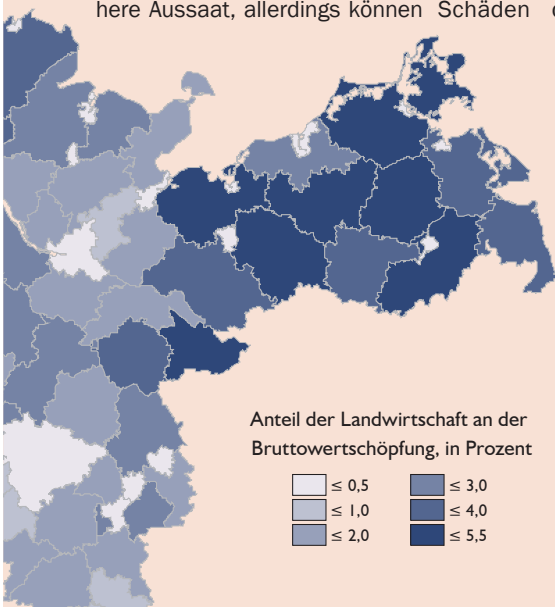 here Aussaat, allerdings können Schäden
Anteil der Landwirtschaft an der
Bruttowertschöpfung, in Prozent
≤ 0,5
≤ 1,0
≤ 2,0
≤ 3,0
≤ 4,0
≤ 5,5